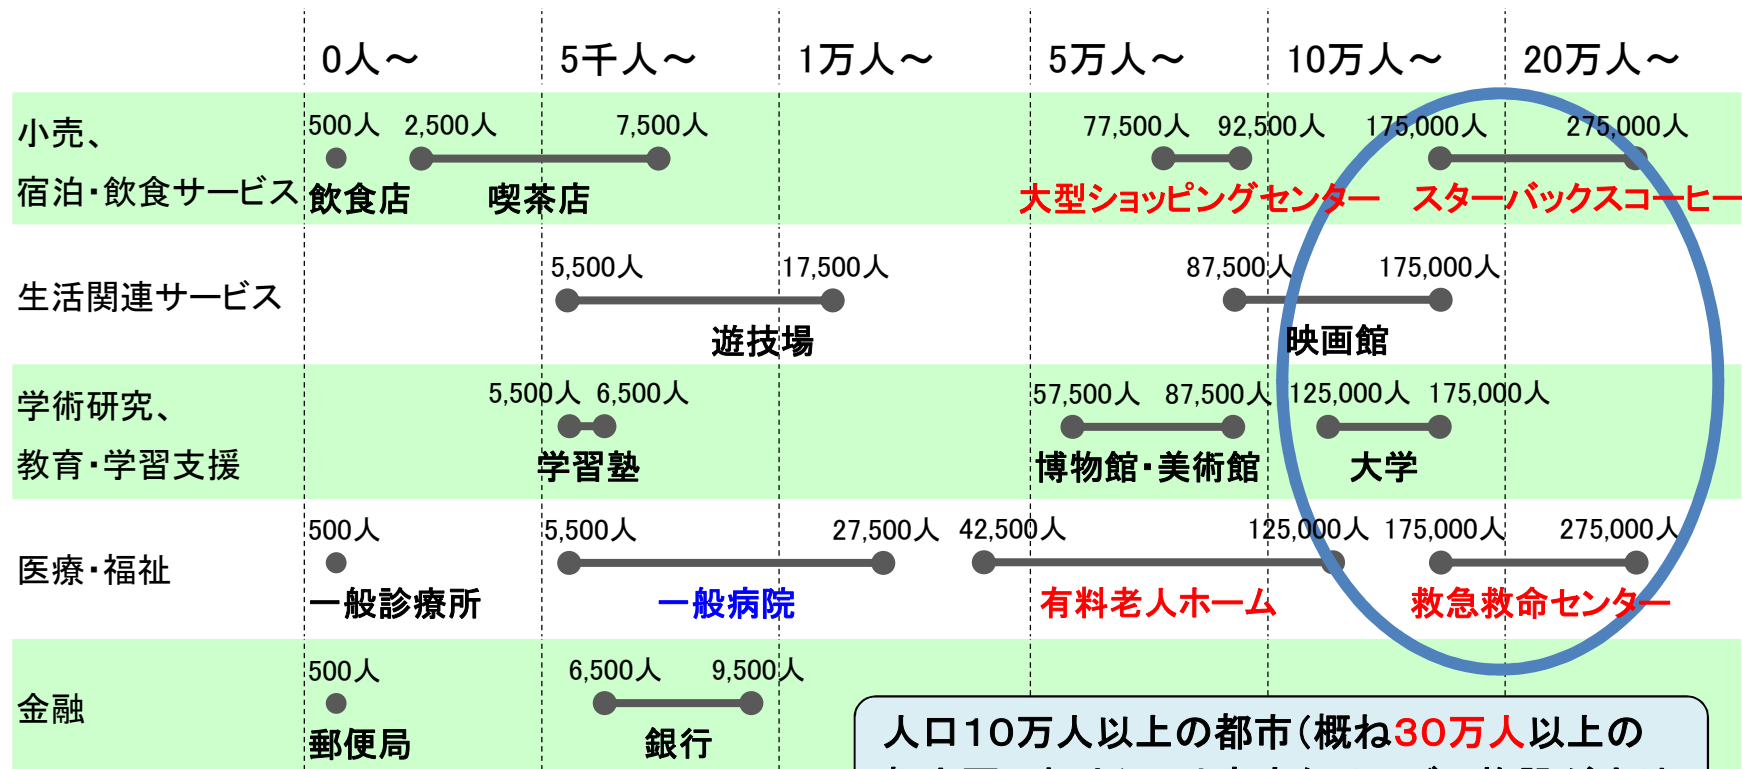 0人～ 5千人～ 1万人～ 5万人～ 10万人～ 20万人～
小売、
宿泊・飲食サービス
500人 2,500人 7,500人 77,500人 92,500人 175,000人 275,000人
飲食店 喫茶店 大型ショッピングセンター スターバックスコーヒー
生活関連サービス
5,500人 17,500人 87,500人 175,000人
遊技場 映画館
学術研究、
教育・学習支援
5,500人 6,500人 57,500人 87,500人 125,000人 175,000人
学習塾 博物館・美術館 大学
医療・福祉
500人 5,500人 27,500人 42,500人 125,000人 175,000人 275,000人
一般診療所 一般病院 有料老人ホーム 救急救命センター
金融
500人 6,500人 9,500人
郵便局 銀行
人口１０万人以上の都市（概ね３０万人以上の